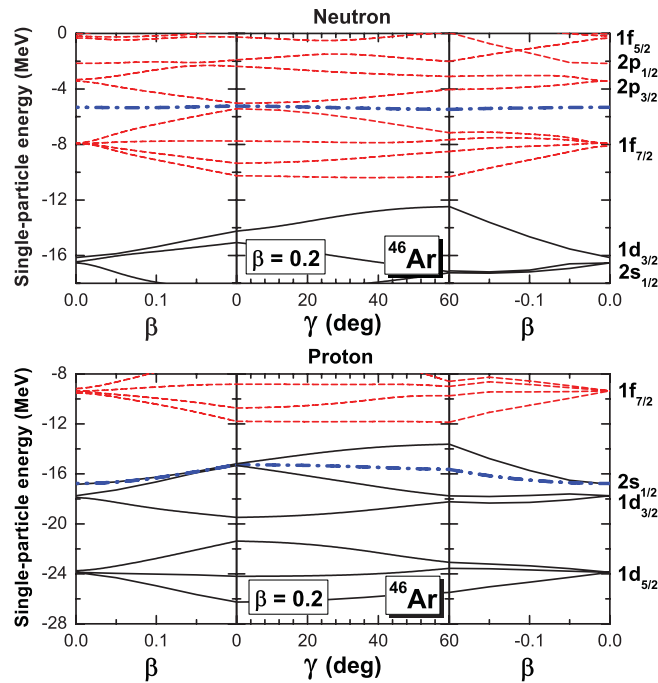 Neutron
Single-particle energy (MeV)
0
-4
-8
-12
-16
1f5/2
2p1/2
2p3/2
1f7/2
1d3/2
2s1/2
β = 0.2
46Ar
0.0 0.1 0 20 40 60 -0.1 0.0
β γ (deg) β
Proton
Single-particle energy (MeV)
-8
-12
-16
-20
-24
-28
1f7/2
2s1/2
1d3/2
1d5/2
β = 0.2
46Ar
0.0 0.1 0 20 40 60 -0.1 0.0
β γ (deg) β